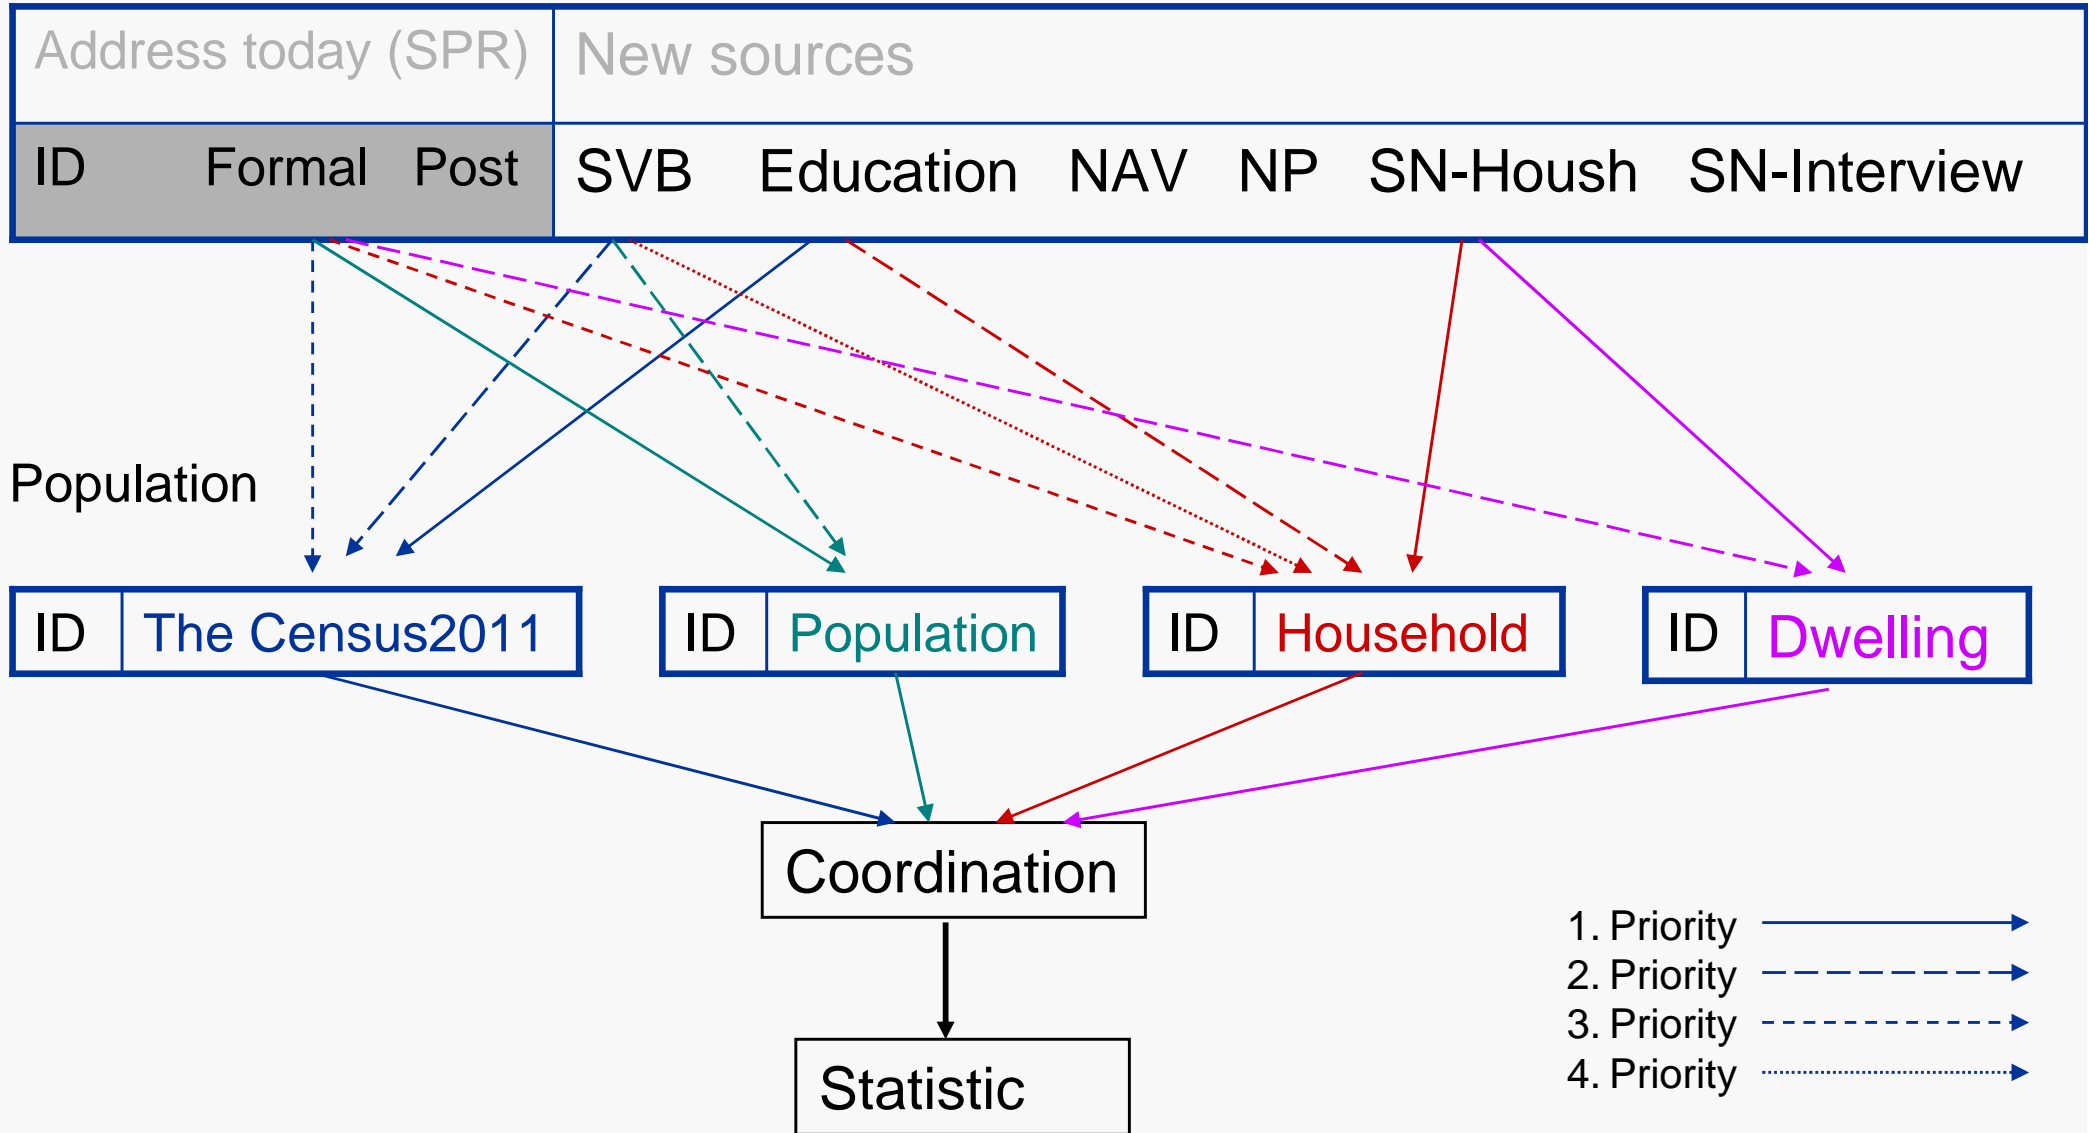 Address today (SPR) New sources
ID Formal Post SVB Education NAV NP SN-Housh SN-Interview
Population
ID The Census2011 ID Population ID Household ID Dwelling
Coordination
1. Priority
2. Priority
3. Priority
4. Priority
Statistic